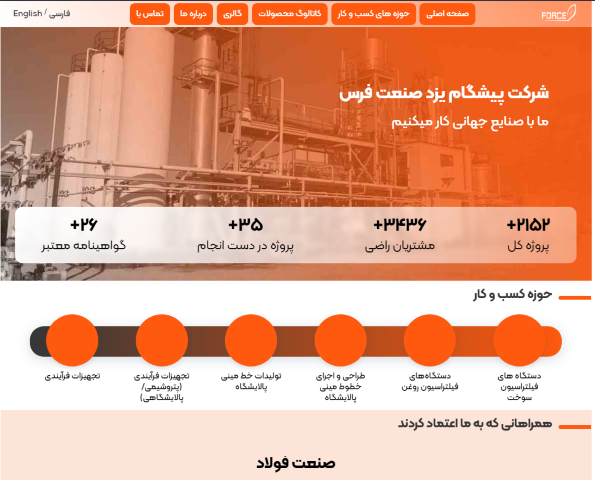 FORCE
صفحه اصلی
حوزه های کسب و کار
کاتالوگ محصولات
گالری
درباره ما
تماس با ما
فارسی / English
شرکت پیشگام یزد صنعت فرس
ما با صنایع جهانی کار میکنیم
+۲۱۵۲
پروژه کل
+۳۴۳۶
مشتریان راضی
+۳۵
پروژه در دست انجام
+۲۶
گواهینامه معتبر
حوزه کسب و کار
دستگاه های
فیلتراسیون
سوخت
دستگاه‌های
فیلتراسیون روغن
طراحی و اجرای
خطوط مینی
پالایشگاه
تولیدات خط مینی
پالایشگاه
تجهیزات فرآیندی
(پتروشیمی/
پالایشگاهی)
تجهیزات فرآیندی
همراهانی که به ما اعتماد کردند
صنعت فولاد